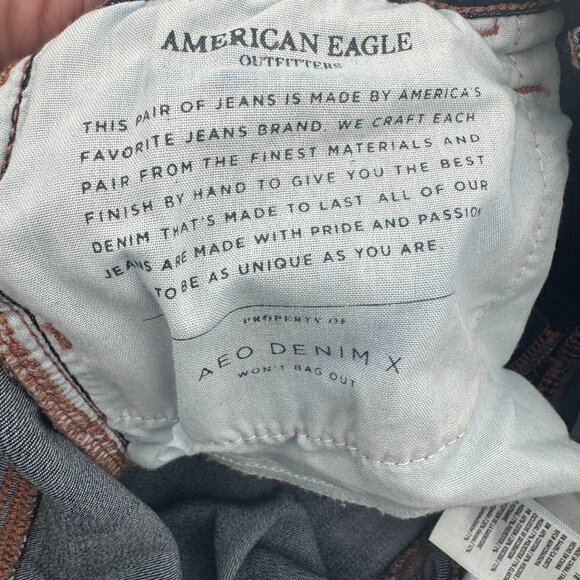 AMERICAN EAGLE
OUTFITTERS
THIS PAIR OF JEANS IS MADE BY AMERICA'S
FAVORITE JEANS BRAND. WE CRAFT EACH
PAIR FROM THE FINEST MATERIALS AND
FINISH BY HAND TO GIVE YOU THE BEST
DENIM THAT'S MADE TO LAST. ALL OF OUR
JEANS ARE MADE WITH PRIDE AND PASSION
TO BE AS UNIQUE AS YOU ARE.
PROPERTY OF
AEO DENIM X
WON'T BAG OUT